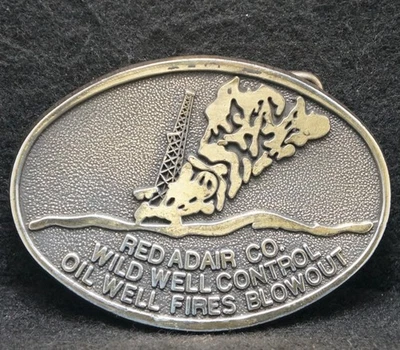 RED ADAIR CO.
WILD WELL CONTROL
OIL WELL FIRES BLOWOUT